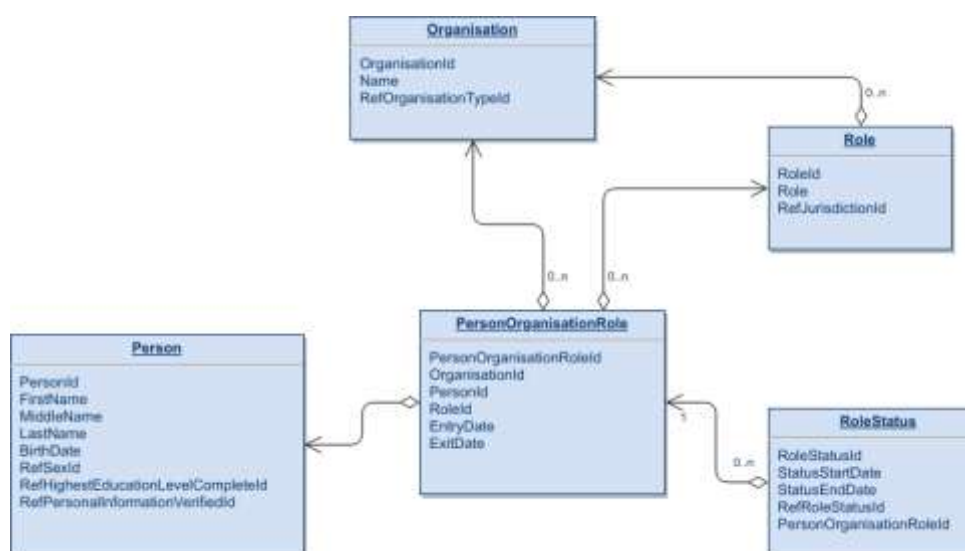 Organisation
OrganisationId
Name
RefOrganisationTypeId
0..n
Role
RoleId
Role
RefJurisdictionId
0..n
0..n
PersonOrganisationRole
PersonOrganisationRoleId
OrganisationId
PersonId
RoleId
EntryDate
ExitDate
Person
PersonId
FirstName
MiddleName
LastName
BirthDate
RefSexId
RefHighestEducationLevelCompleteId
RefPersonalInformationVerifiedId
1
0..n
RoleStatus
RoleStatusId
StatusStartDate
StatusEndDate
RefRoleStatusId
PersonOrganisationRoleId